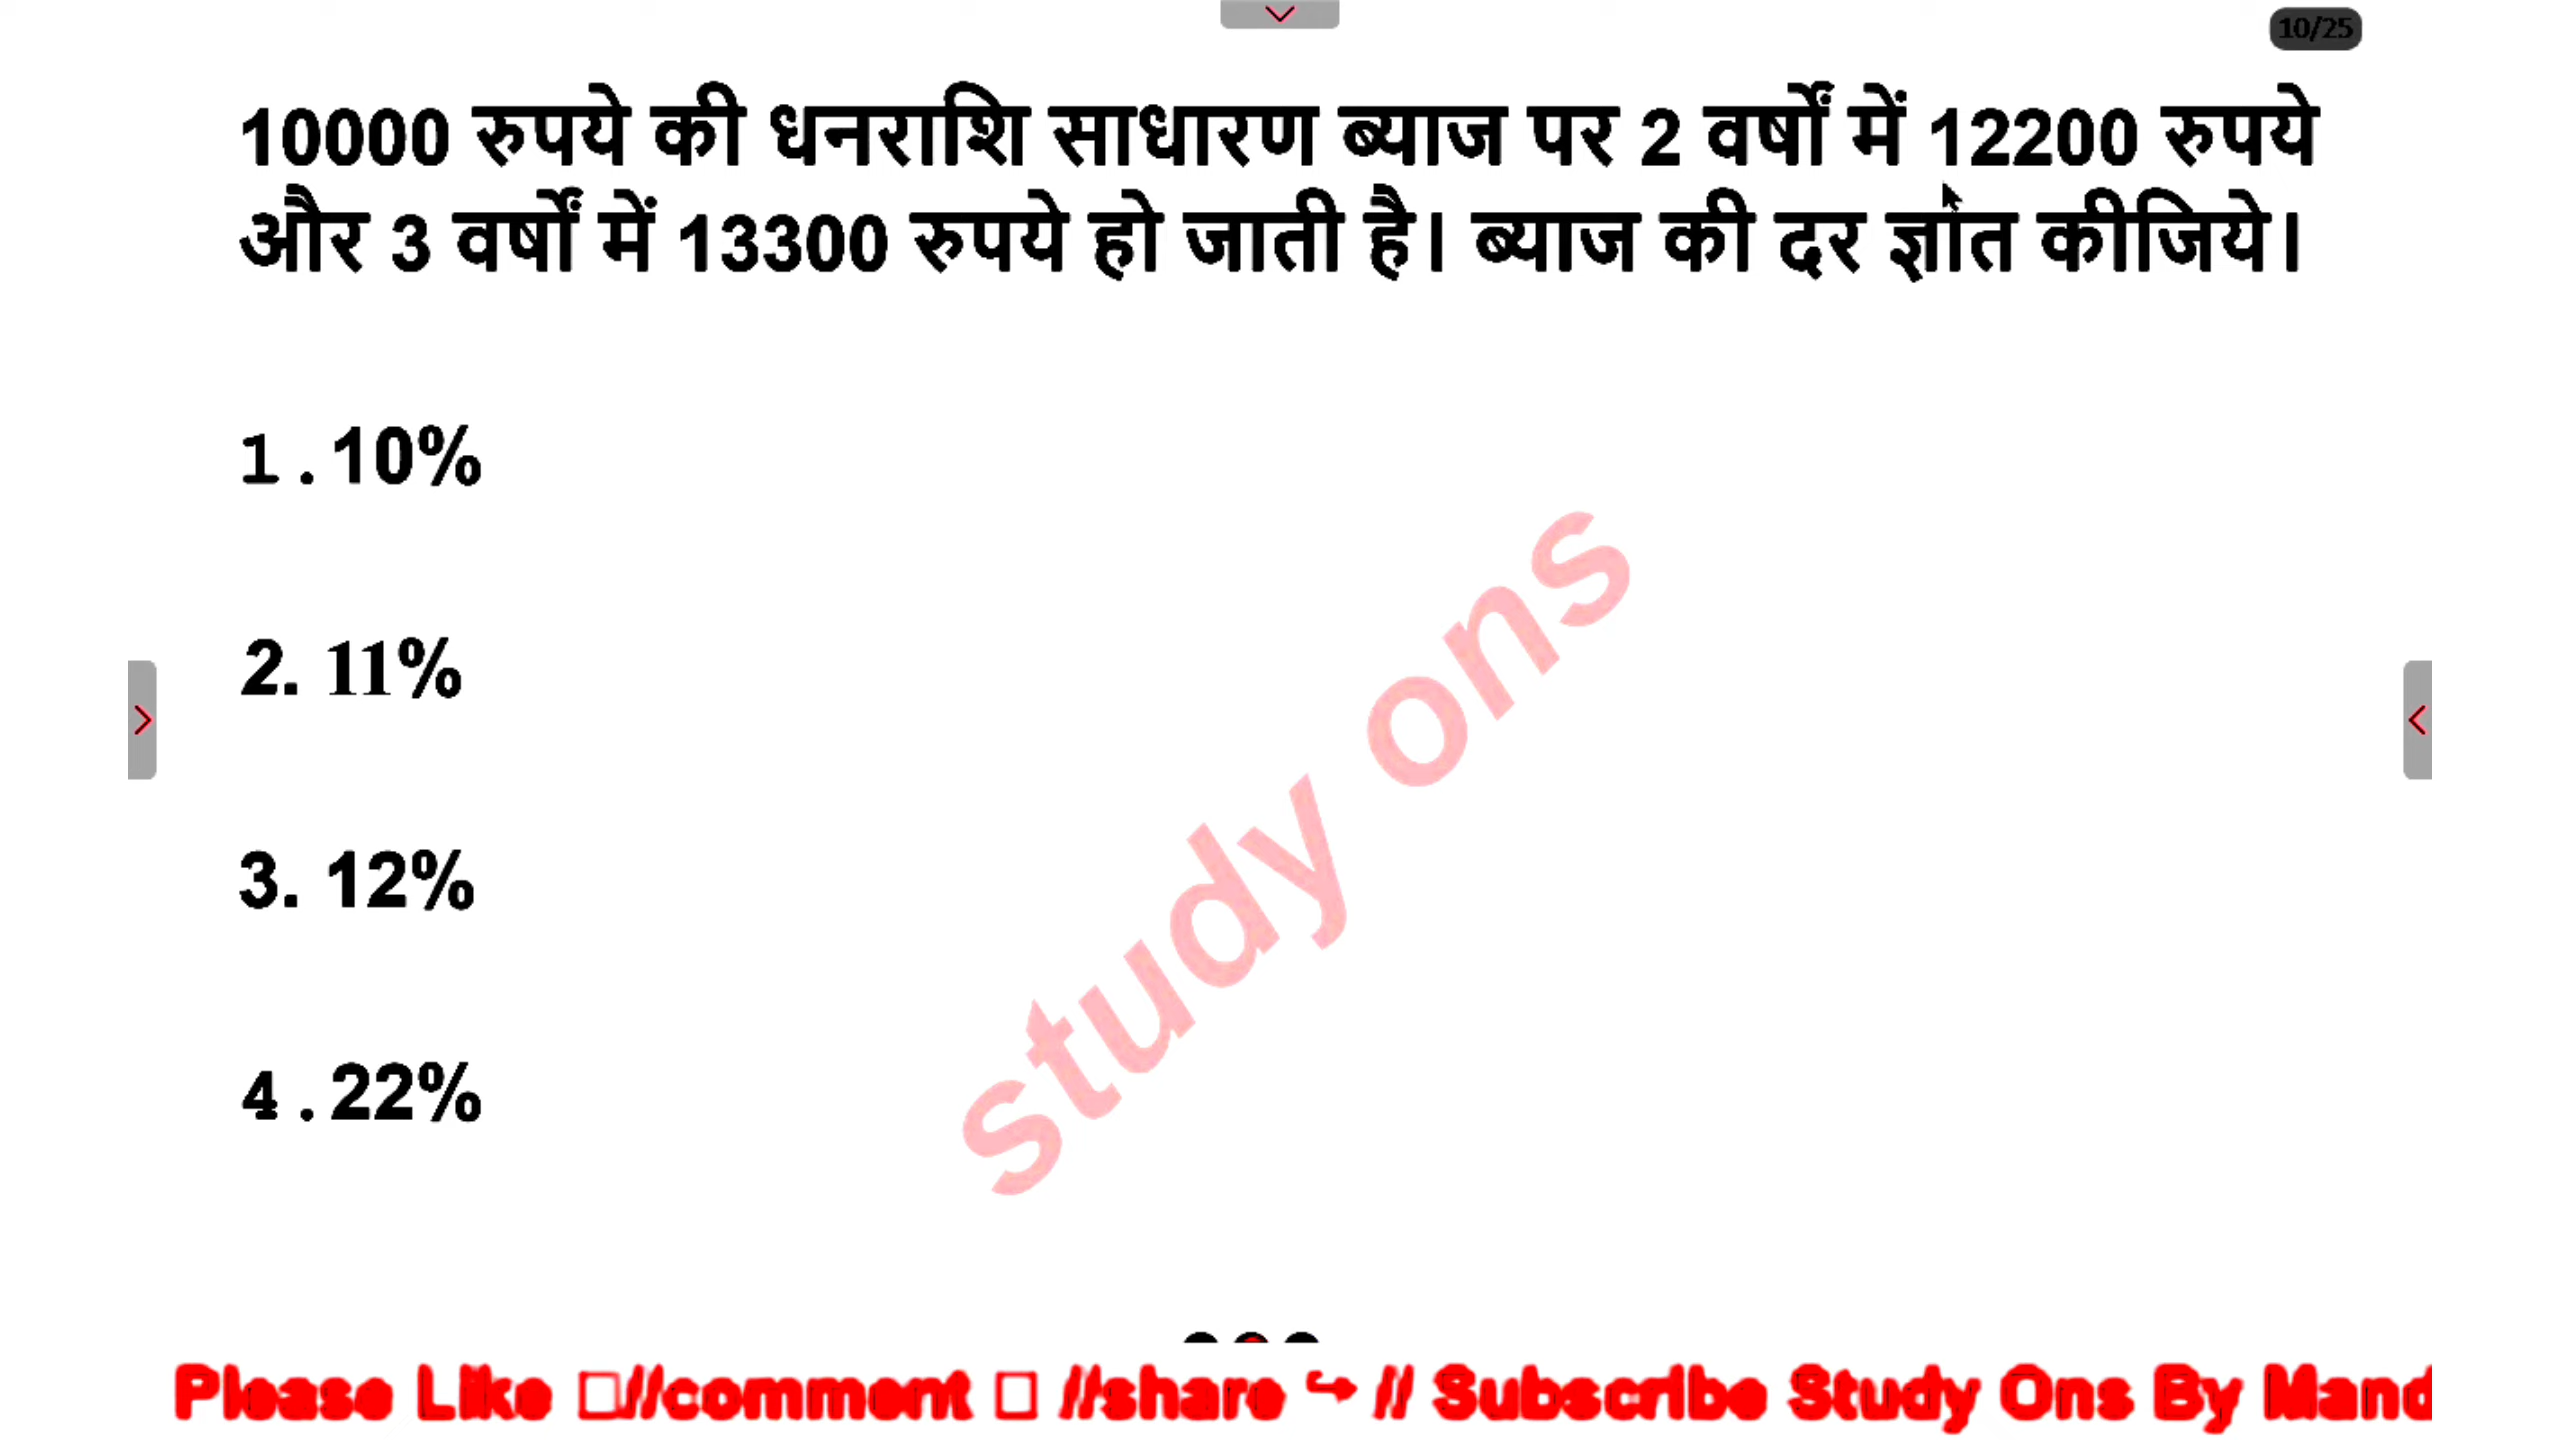 10/25
10000 रुपये की धनराशि साधारण ब्याज पर 2 वर्षों में 12200 रुपये
और 3 वर्षों में 13300 रुपये हो जाती है। ब्याज की दर ज्ञात कीजिये।
1.10%
2. 11%
3. 12%
4.22%
study ons
Please Like □//comment □ //share ↪ // Subscribe Study Ons By Mand